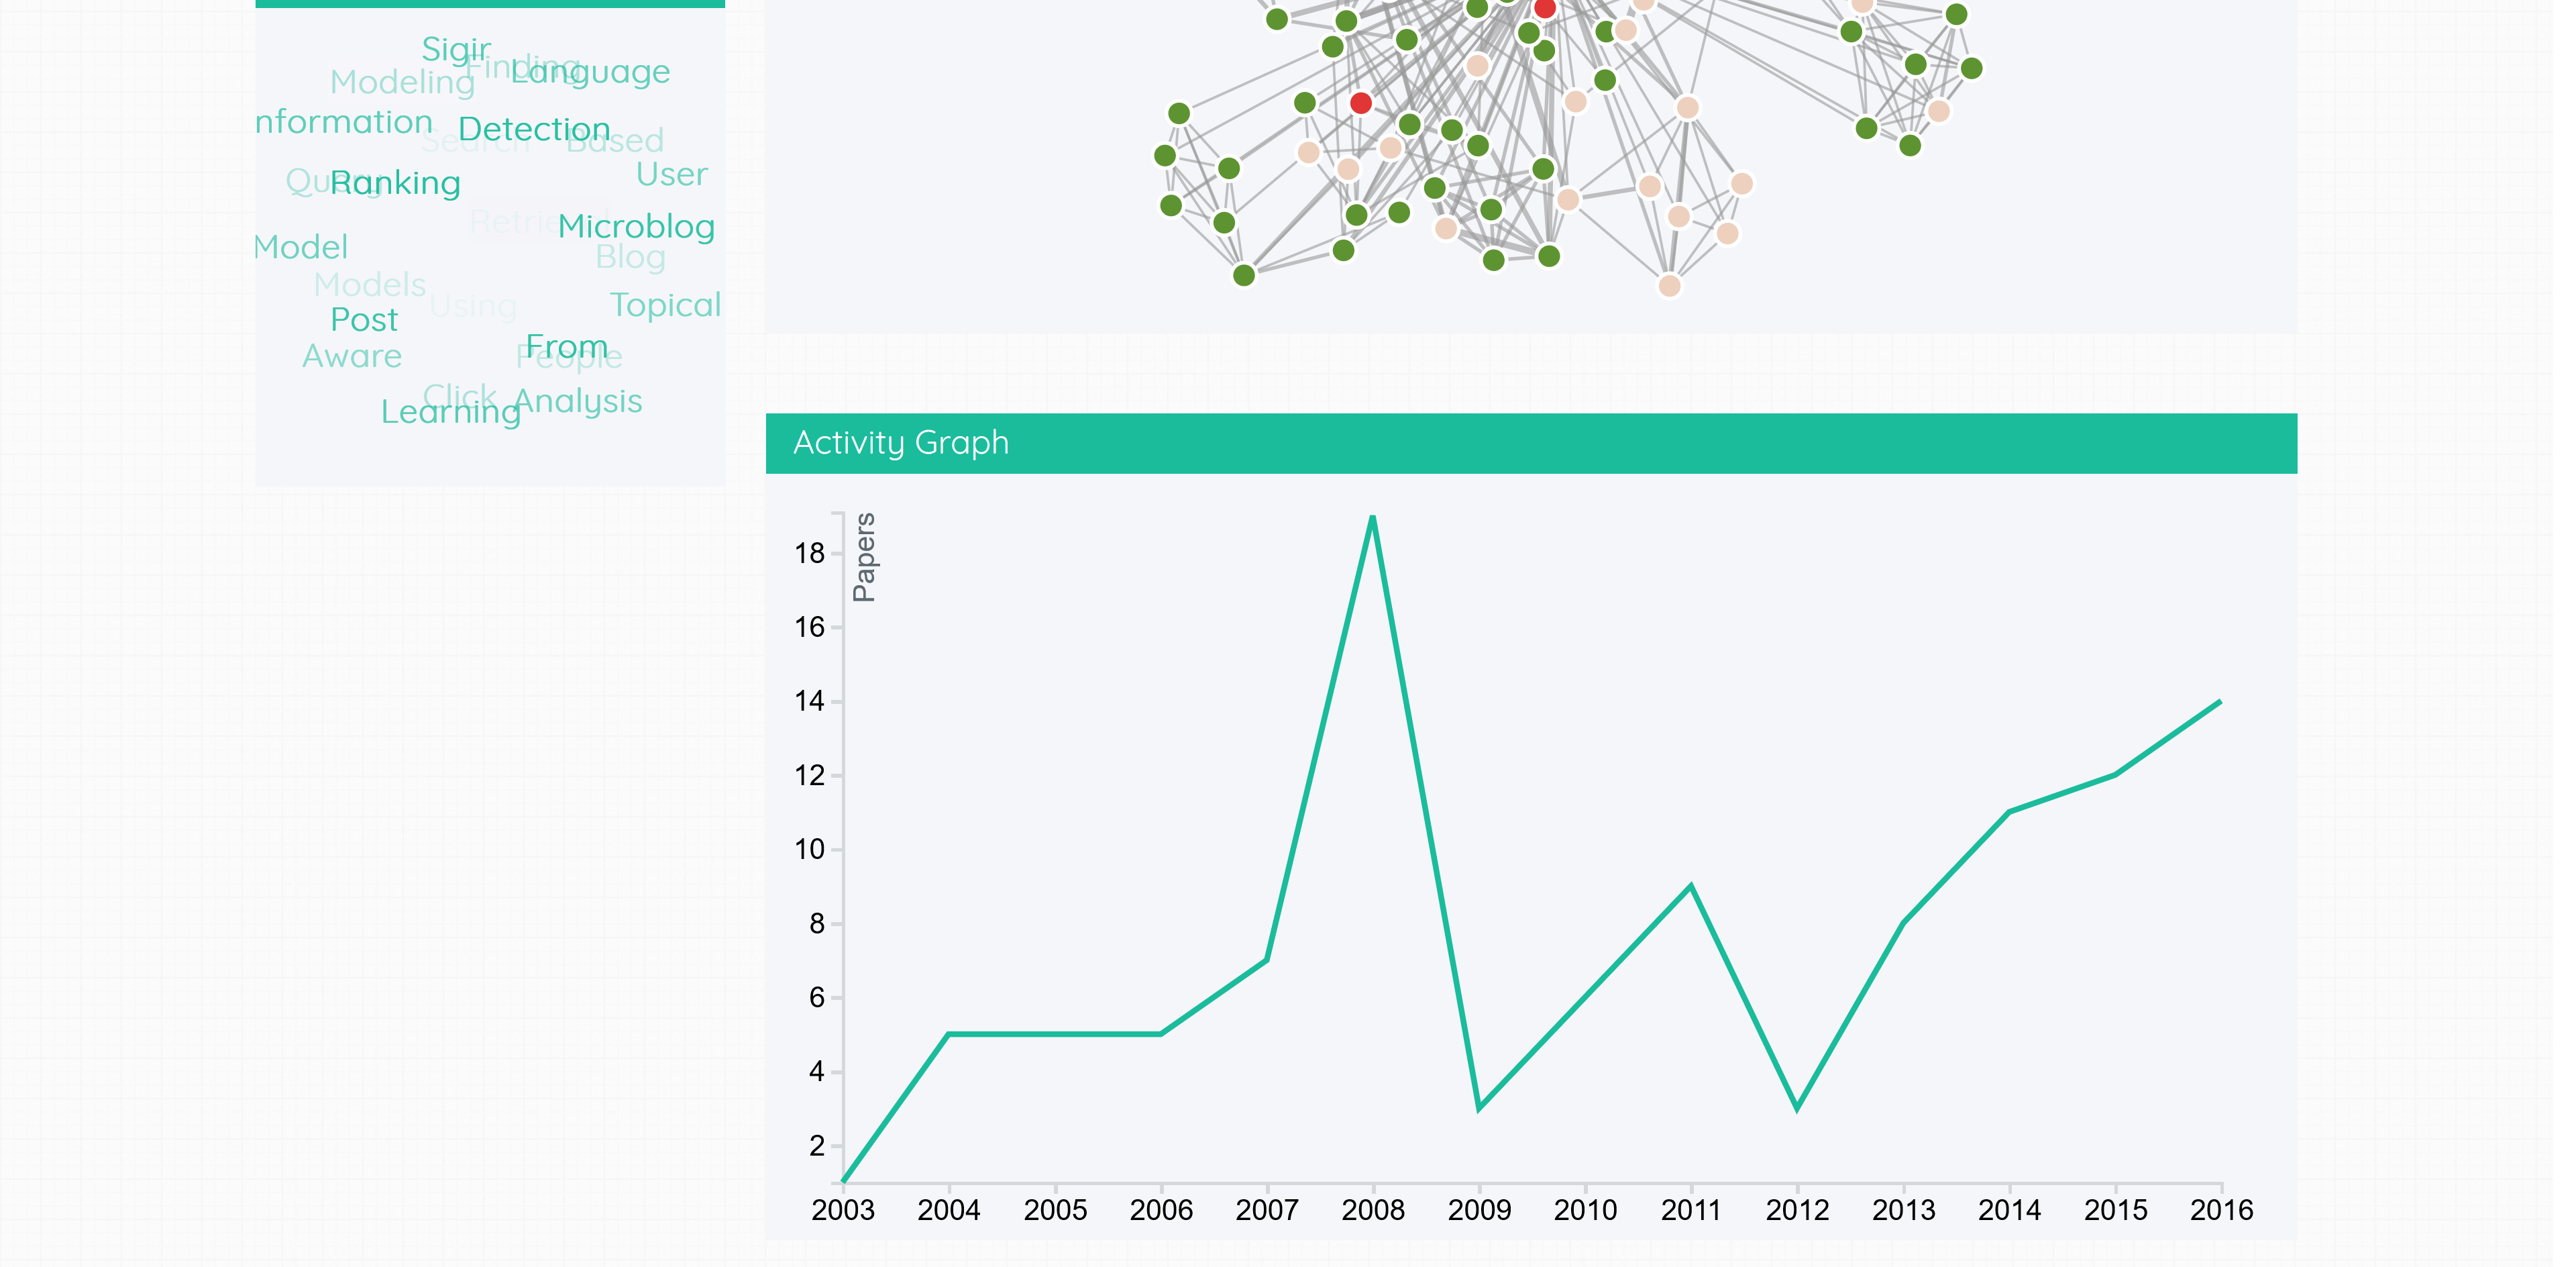 Sigir
Finding
Language
Modeling
nformation
Detection
Search
Based
Query
Ranking
User
Microblog
Model
Blog
Models
Using
Topical
Post
From
Aware
People
Click
Analysis
Learning
Activity Graph
Papers
18
16
14
12
10
8
6
4
2
2003 2004 2005 2006 2007 2008 2009 2010 2011 2012 2013 2014 2015 2016